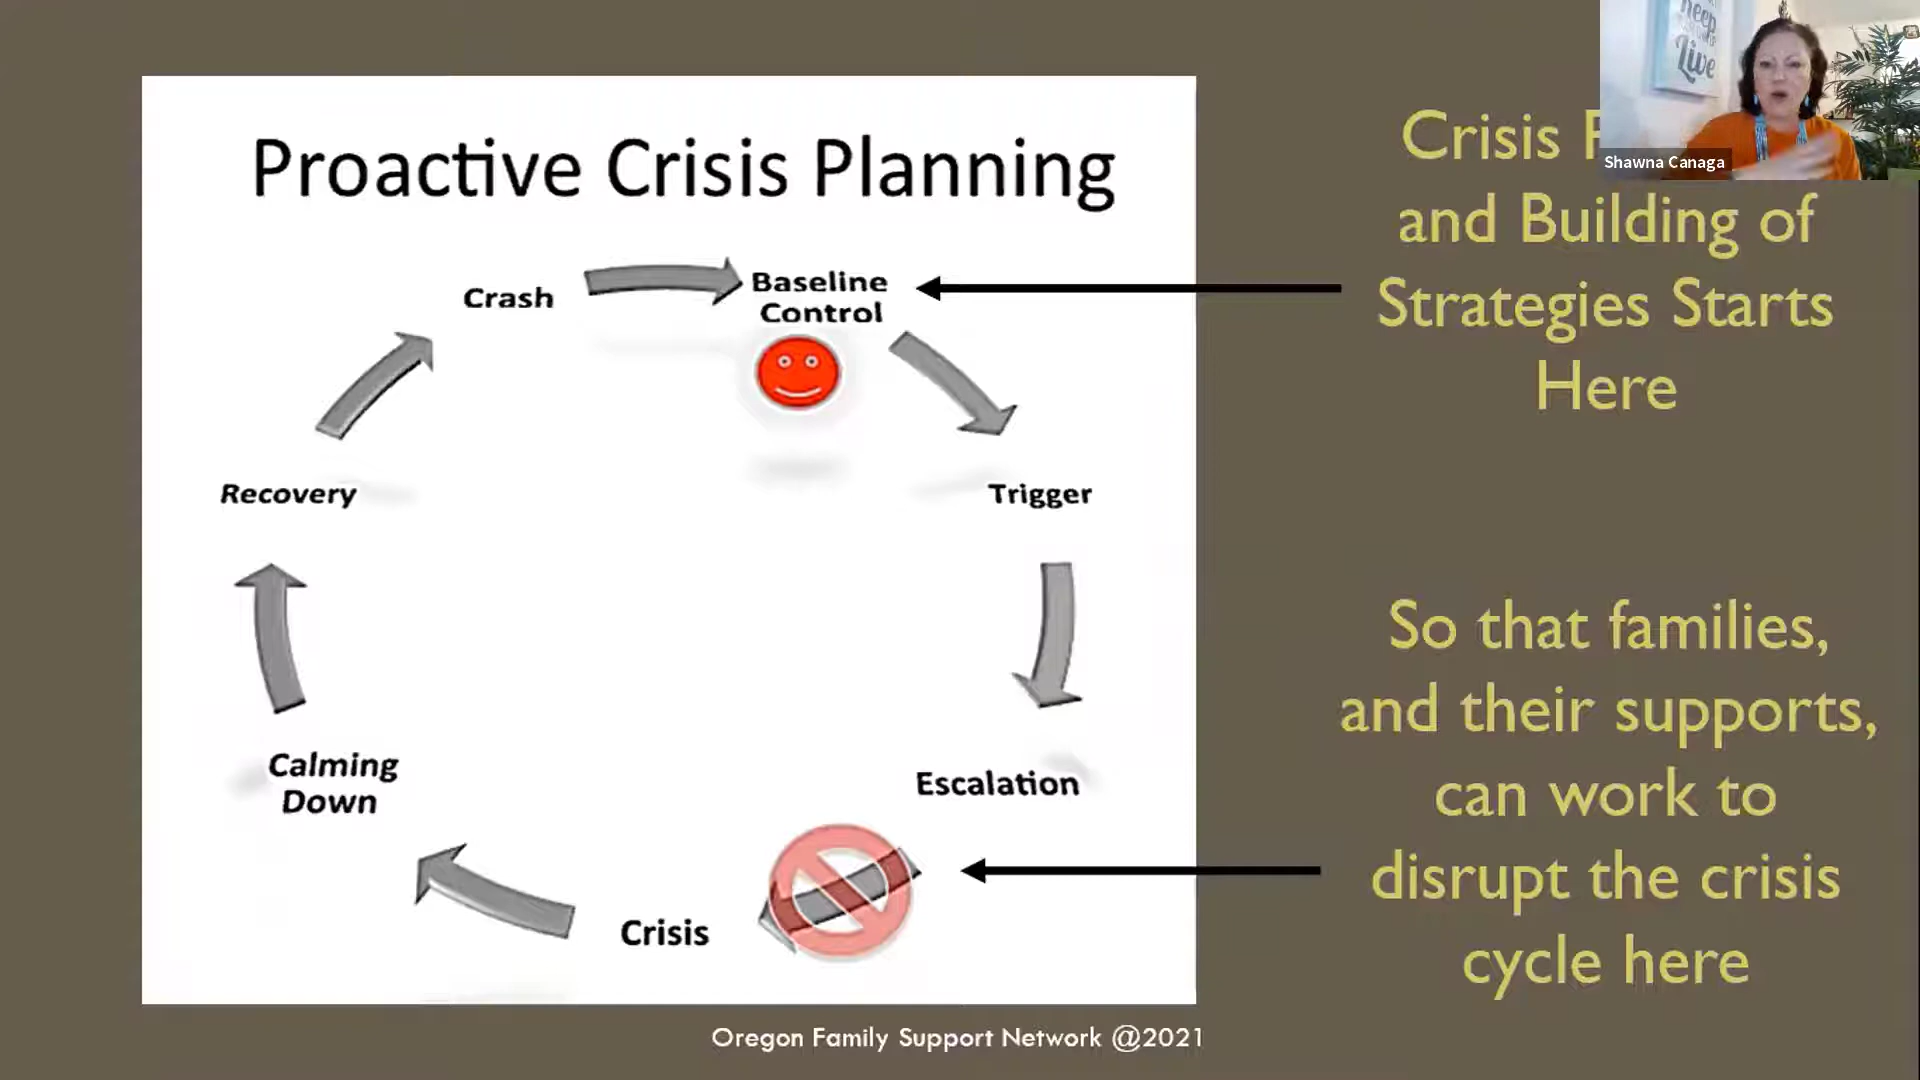 need
Live
Shawna Canaga
Proactive Crisis Planning
Crash
Baseline
Control
Recovery
Trigger
Calming
Down
Escalation
Crisis
Crisis
and Building of
Strategies Starts
Here
So that families,
and their supports,
can work to
disrupt the crisis
cycle here
Oregon Family Support Network @2021